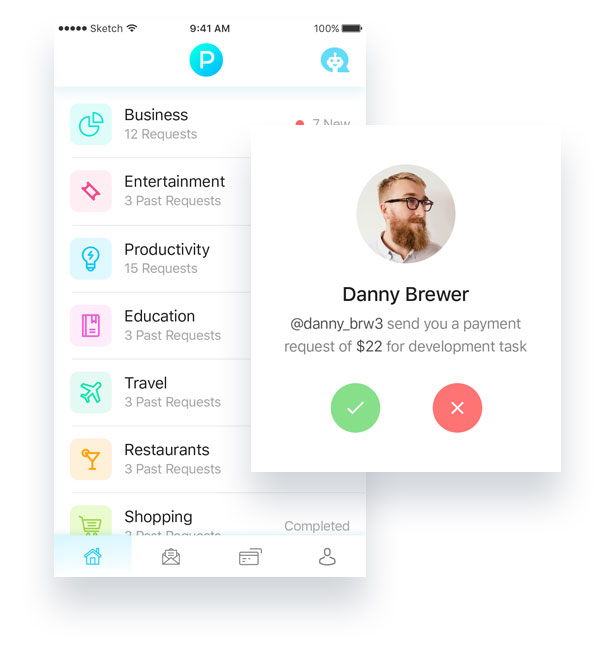 Sketch
9:41 AM
100%
P
Business
12 Requests
7 New
Entertainment
3 Past Requests
Productivity
15 Requests
Education
3 Past Requests
Travel
3 Past Requests
Restaurants
3 Past Requests
Shopping
3 Past Requests
Completed
Danny Brewer
@danny_brw3 send you a payment
request of $22 for development task